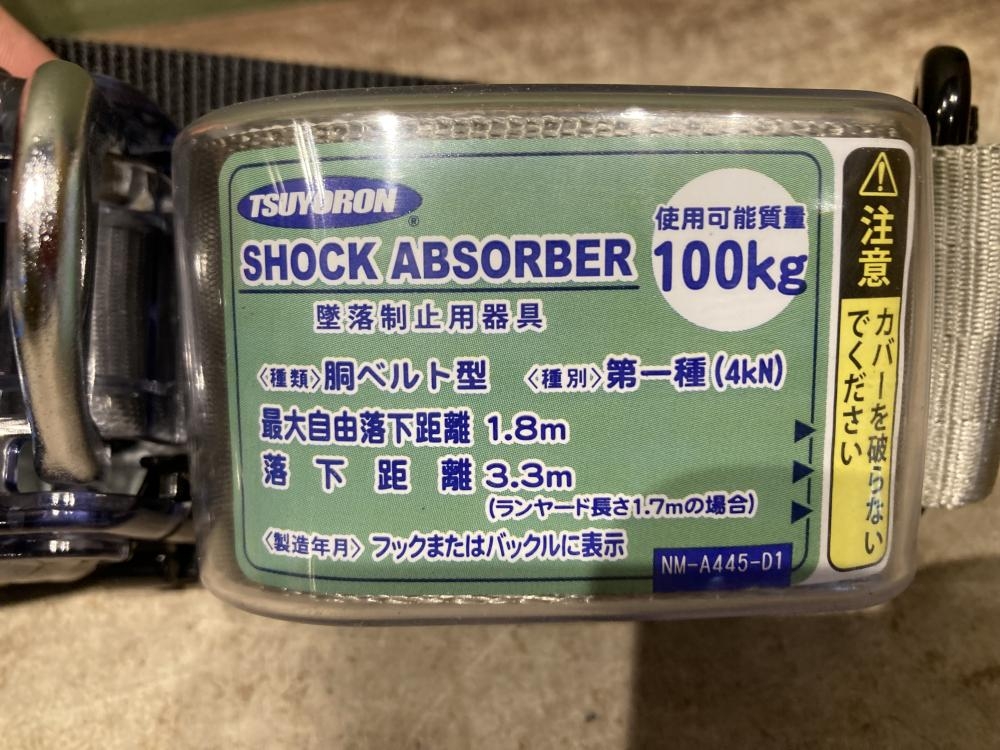 TSUYORON
®
SHOCK ABSORBER
使用可能質量
100kg
墜落制止用器具
〈種類〉胴ベルト型 〈種別〉第一種(4kN)
最大自由落下距離 1.8m
落下距離 3.3m
(ランヤード長さ1.7mの場合)
〈製造年月〉フックまたはバックルに表示
NM-A445-D1
注意
カバーを破らない
でください